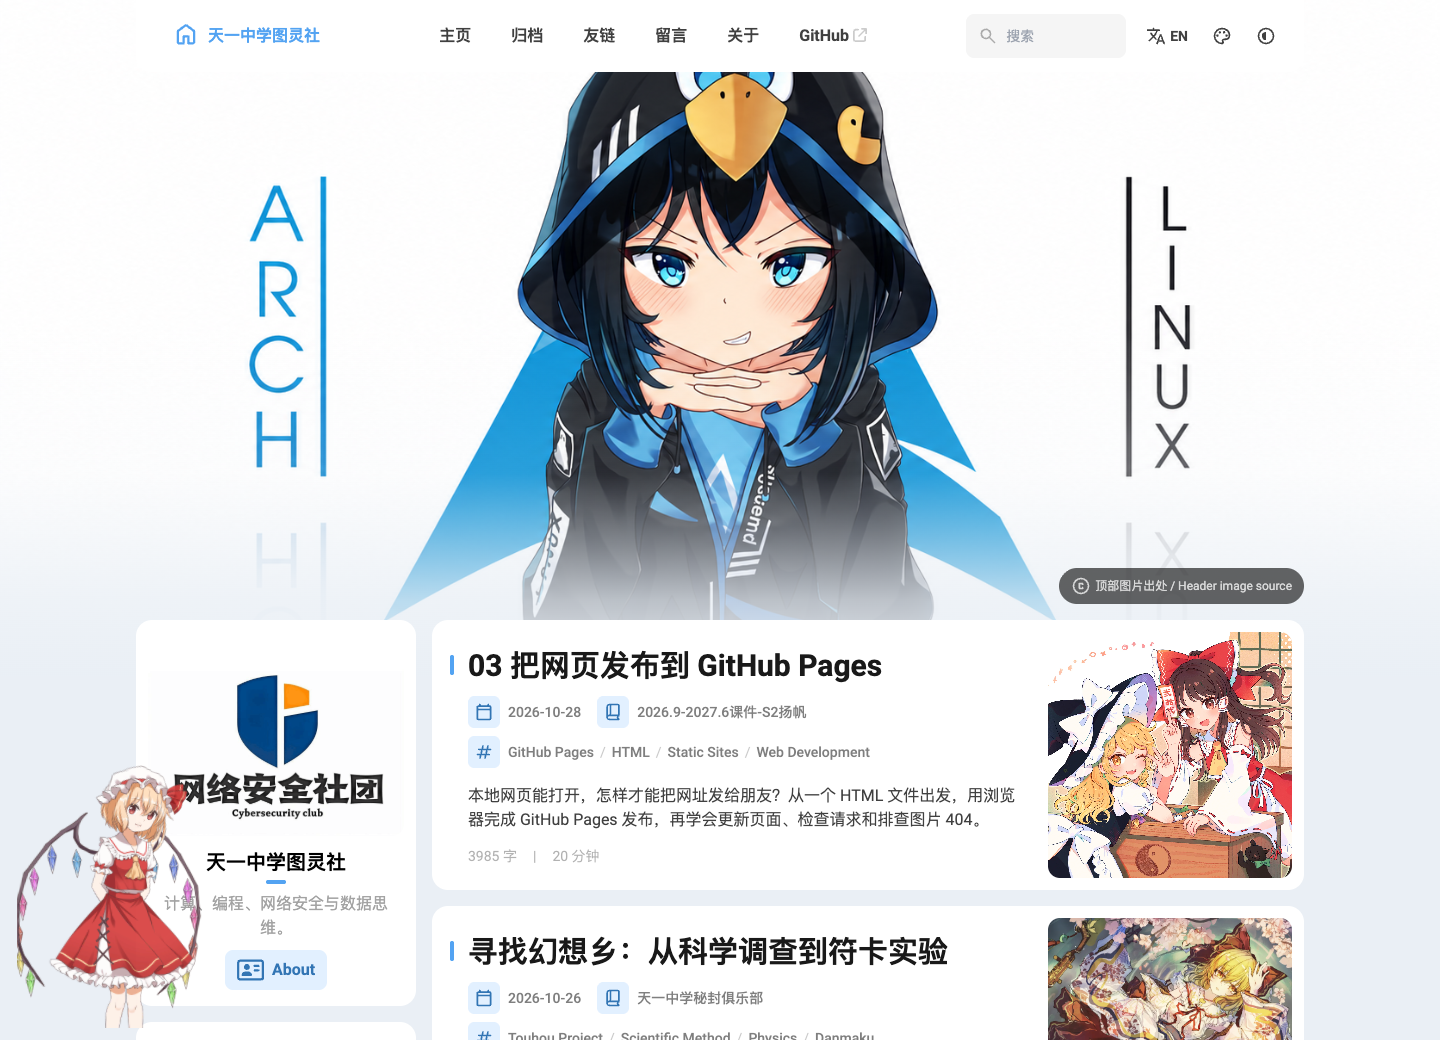 天一中学图灵社
主页
归档
友链
留言
关于
GitHub
搜索
EN
ARCH
LINUX
systemd
顶部图片出处 / Header image source
网络安全社团
Cybersecurity club
天一中学图灵社
编程、网络安全与数据思
维。
About
03 把网页发布到 GitHub Pages
2026-10-28
2026.9-2027.6课件-S2扬帆
GitHub Pages / HTML / Static Sites / Web Development
本地网页能打开，怎样才能把网址发给朋友？从一个 HTML 文件出发，用浏览
器完成 GitHub Pages 发布，再学会更新页面、检查请求和排查图片 404。
3985 字 | 20 分钟
寻找幻想乡：从科学调查到符卡实验
2026-10-26
天一中学秘封俱乐部
Touhou Project / Scientific Method / Physics / Danmaku